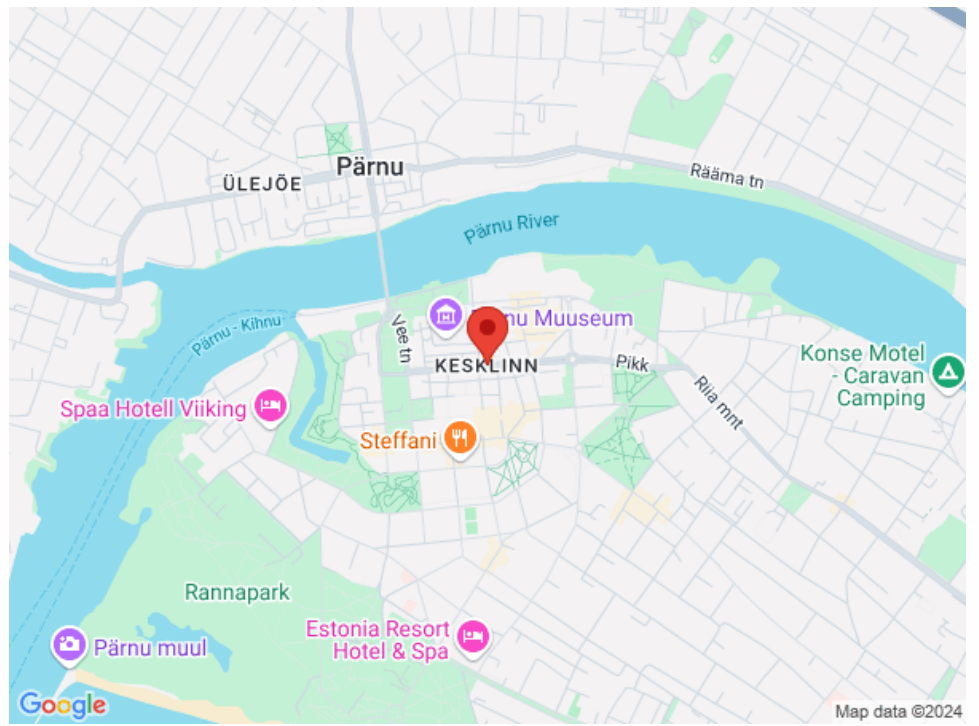 Rääma tn
Pärnu
ÜLEJÕE
Pärnu River
Pärnu - Kihnu
Vee tn
nu Muuseum
KESKLINN
Pikk
Konse Motel
- Caravan
Camping
Riia mnt
Spaa Hotell Viiking
Steffani
Rannapark
Estonia Resort
Hotel & Spa
Pärnu muul
Google
Map data ©2024